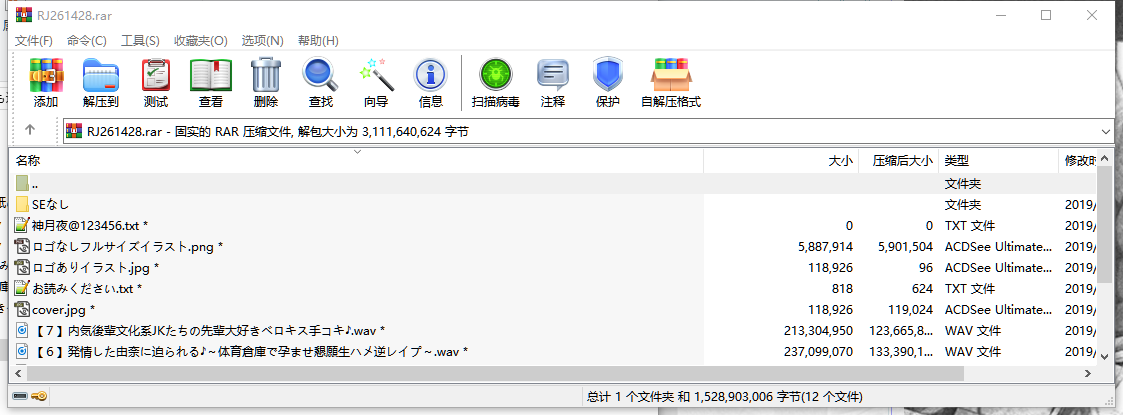 RJ261428.rar
文件(F) 命令(C) 工具(S) 收藏夹(O) 选项(N) 帮助(H)
添加 解压到 测试 查看 删除 查找 向导 信息 扫描病毒 注释 保护 自解压格式
RJ261428.rar - 固实的 RAR 压缩文件, 解包大小为 3,111,640,624 字节
名称 大小 压缩后大小 类型 修改时
.. 文件夹
SEなし 文件夹 2019/
神月夜@123456.txt * 0 0 TXT 文件 2019/
ロゴなしフルサイズイラスト.png * 5,887,914 5,901,504 ACDSee Ultimate... 2019/
ロゴありイラスト.jpg * 118,926 96 ACDSee Ultimate... 2019/
お読みください.txt * 818 624 TXT 文件 2019/
cover.jpg * 118,926 119,024 ACDSee Ultimate... 2019/
【７】内気後輩文化系JKたちの先輩大好きベロキス手コキ♪.wav * 213,304,950 123,665,8... WAV 文件 2019/
【６】発情した由奈に迫られる♪～体育倉庫で孕ませ懇願生ハメ逆レイプ～.wav * 237,099,070 133,390,1... WAV 文件 2019/
总计 1 个文件夹 和 1,528,903,006 字节(12 个文件)